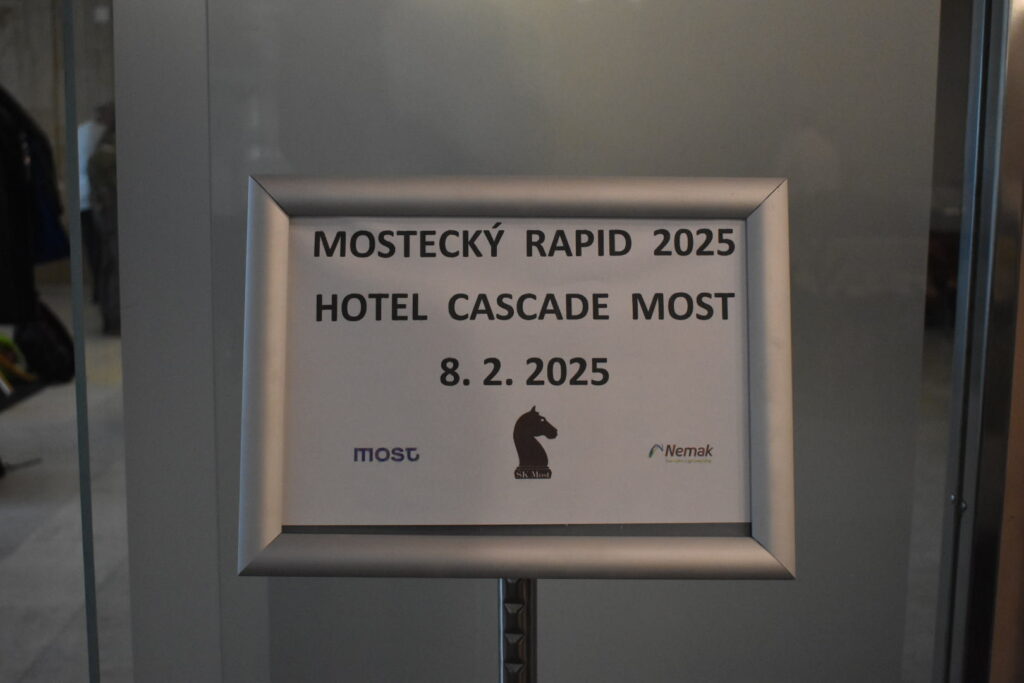 MOSTECKÝ RAPID 2025
HOTEL CASCADE MOST
8. 2. 2025
most
SK Most
Nemak